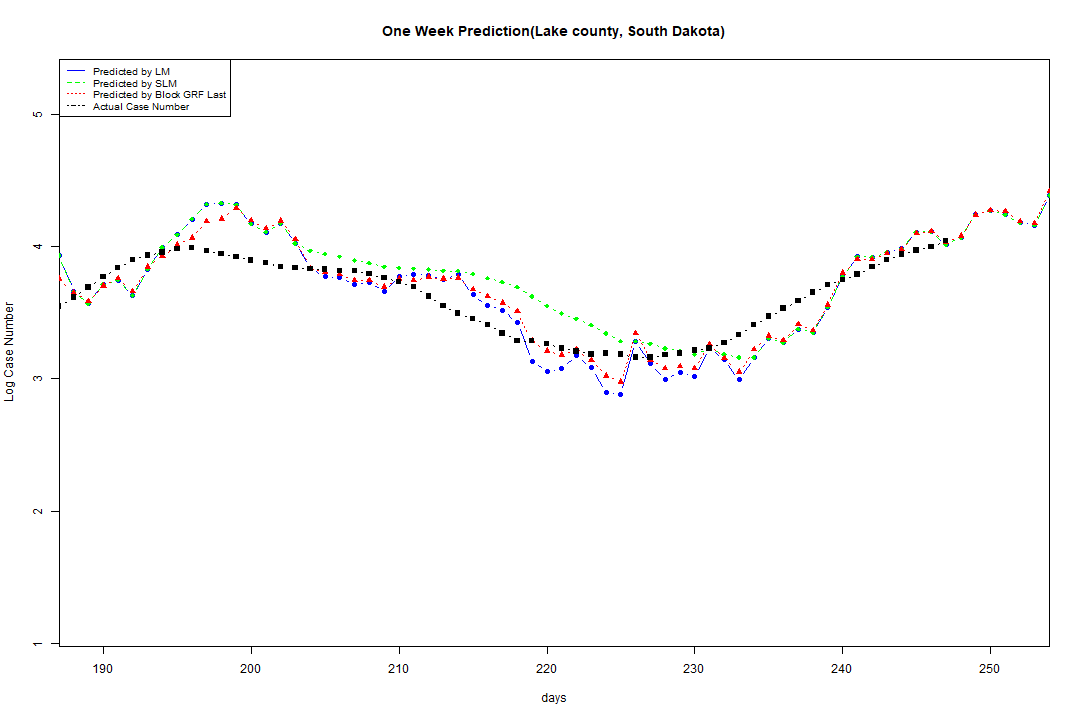 One Week Prediction(Lake county, South Dakota)
Predicted by LM
Predicted by SLM
Predicted by Block GRF Last
Actual Case Number
5
4
3
2
1
Log Case Number
190 200 210 220 230 240 250
days